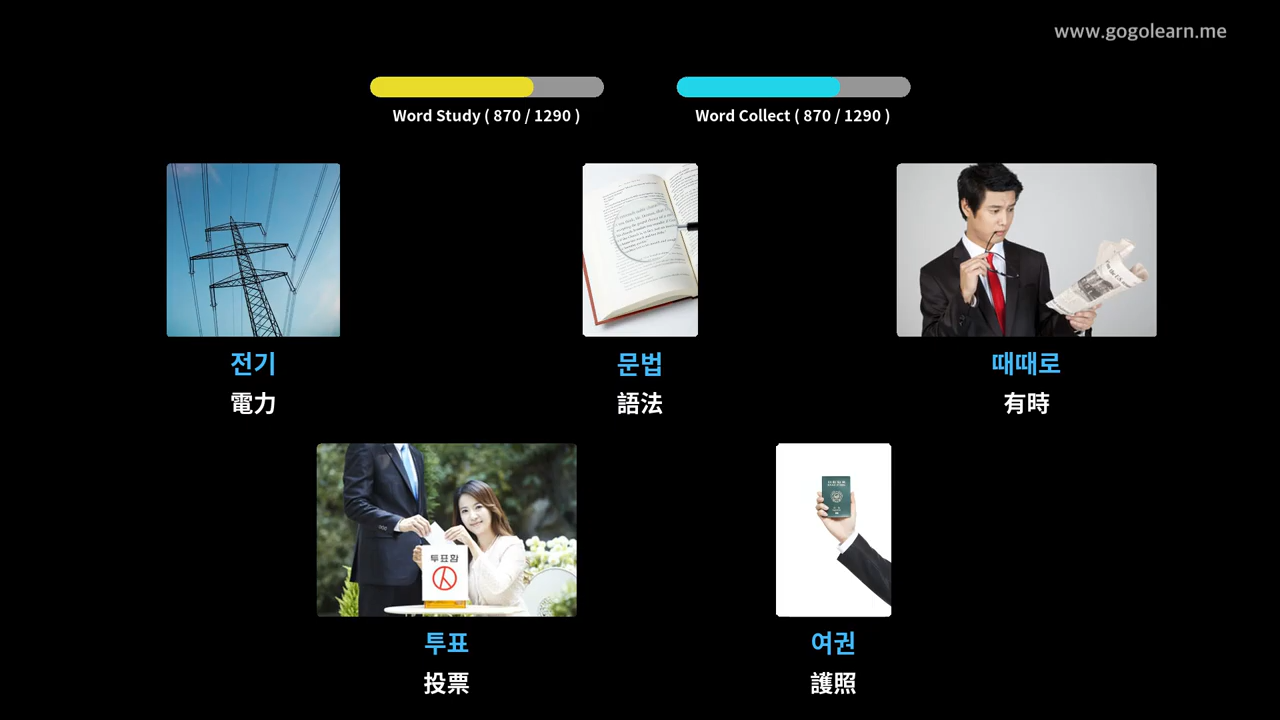 www.gogolearn.me
Word Study ( 870 / 1290 )
Word Collect ( 870 / 1290 )
전기
電力
문법
語法
때때로
有時
투표함
투표
投票
여권
護照